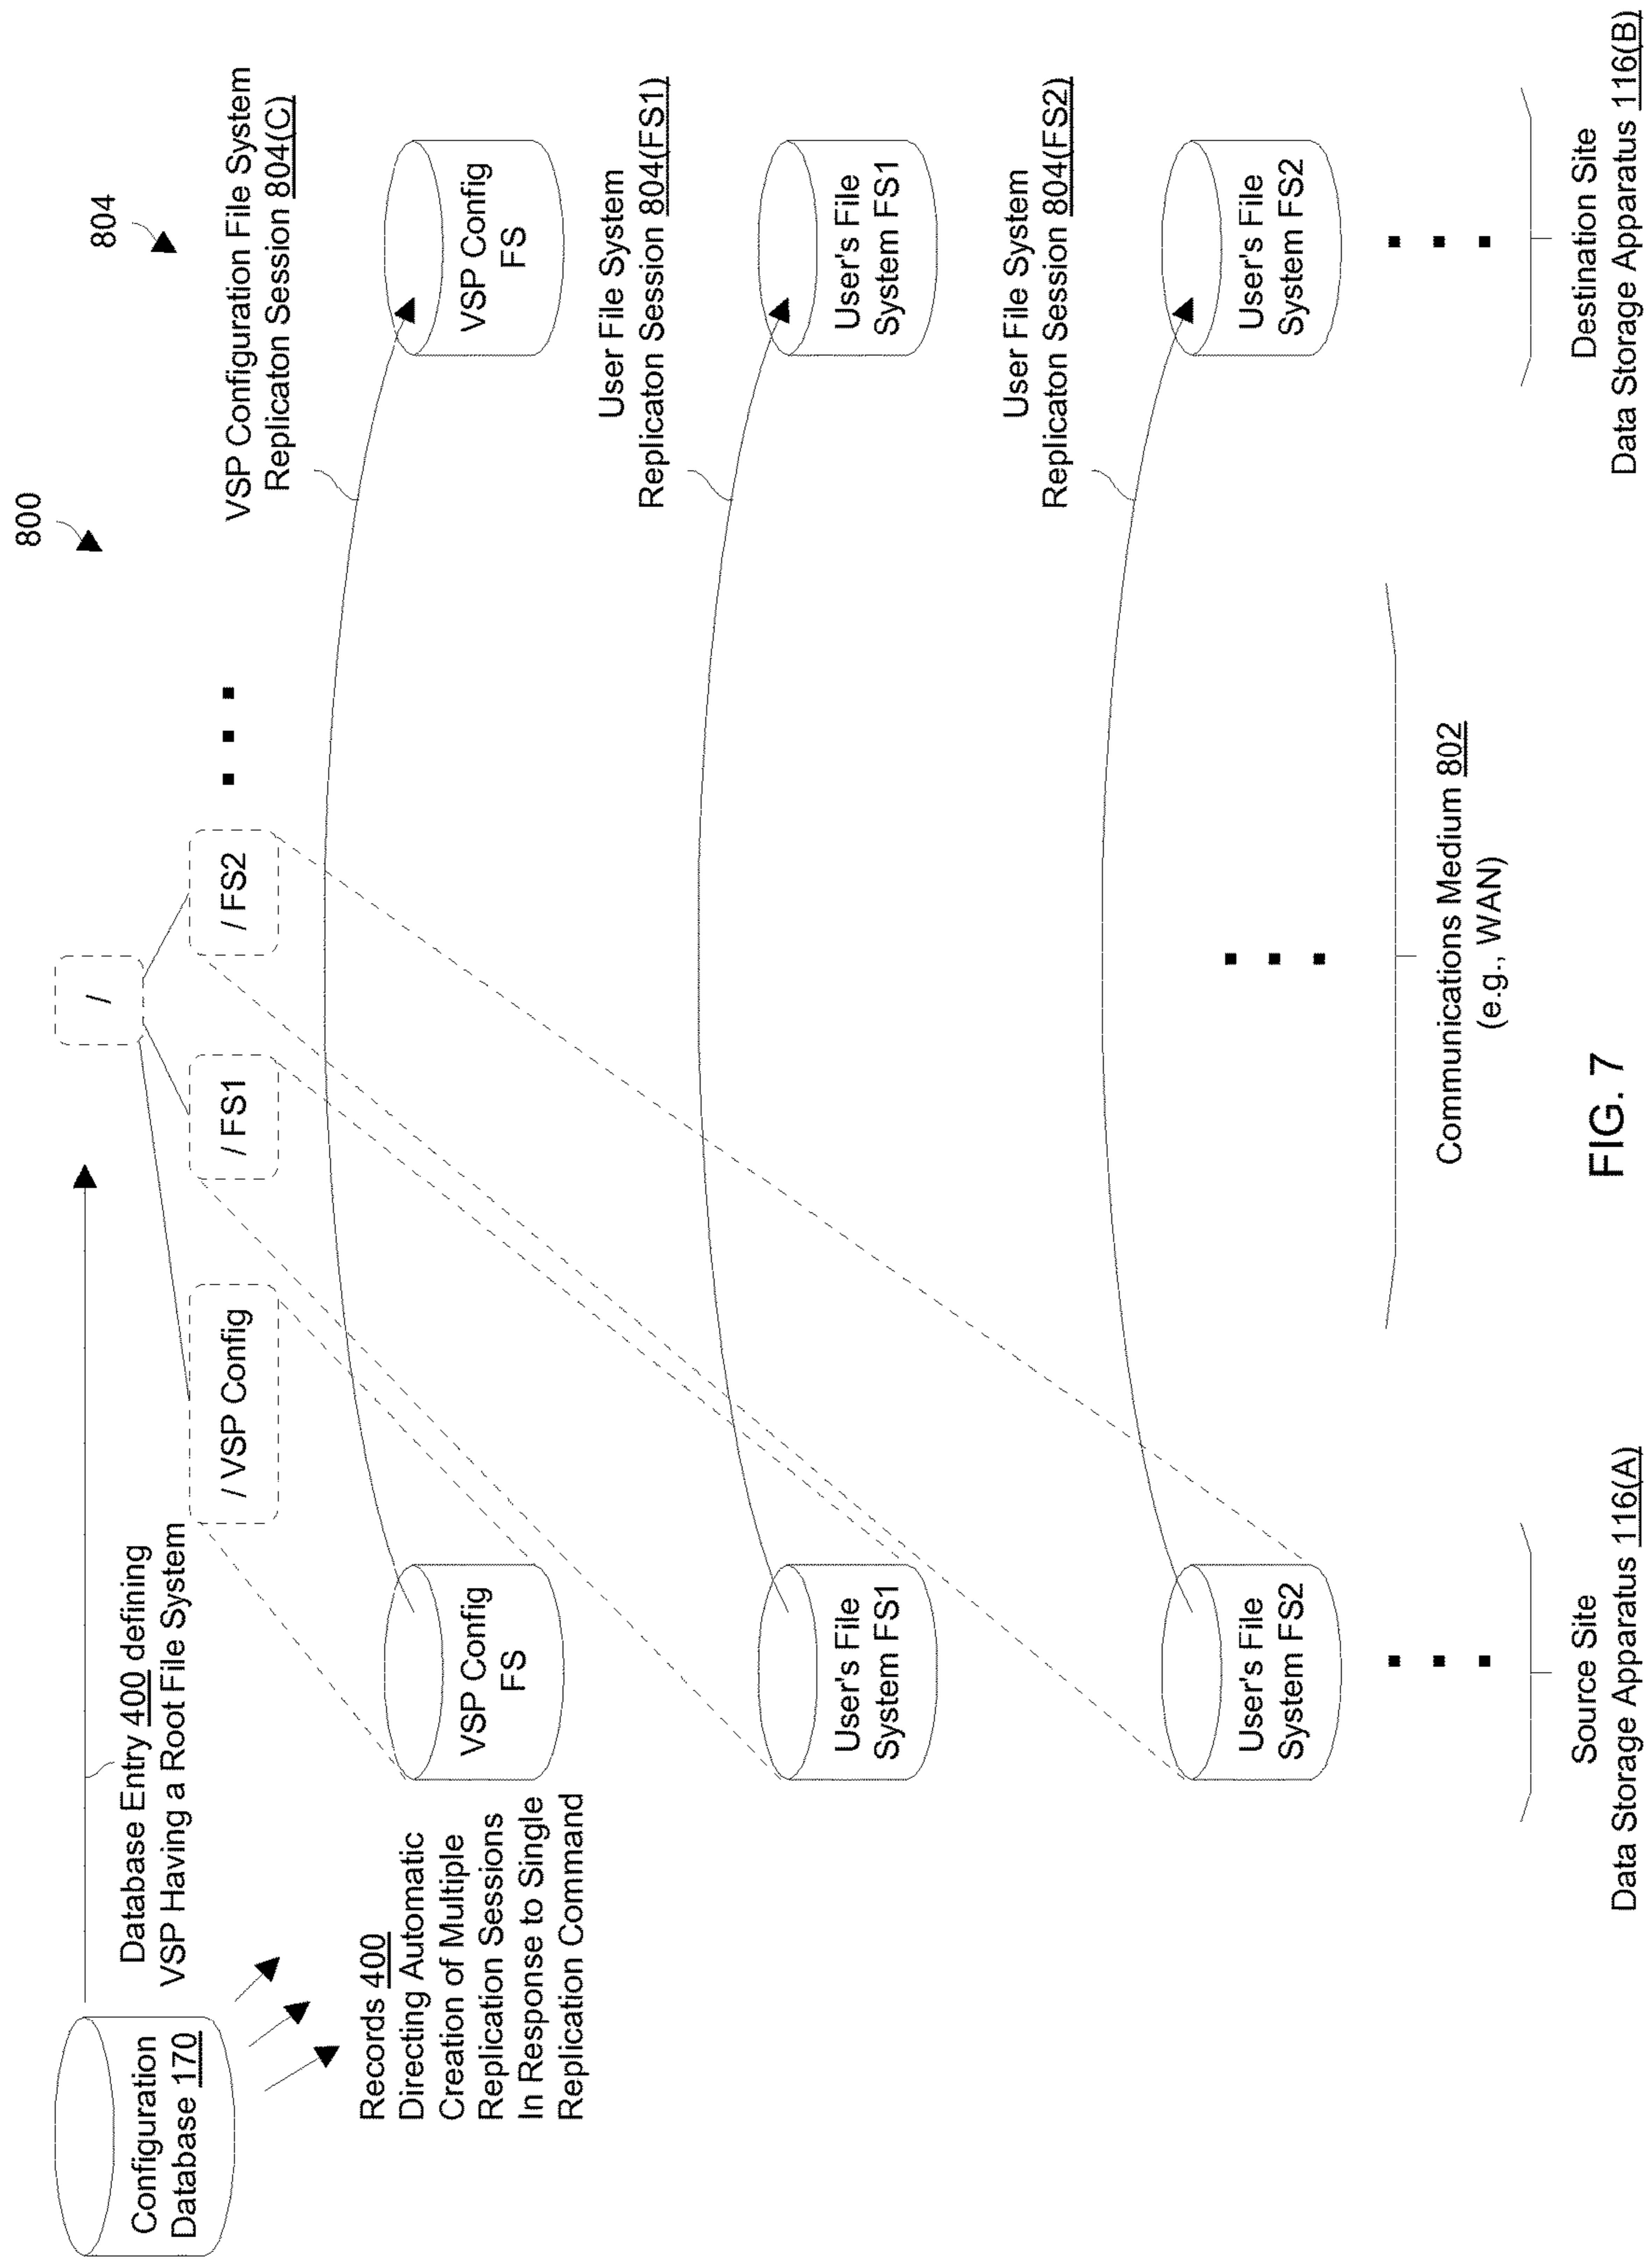 800
804
Configuration
Database 170
Database Entry 400 defining
VSP Having a Root File System
/
/ VSP Config
/ FS1
/ FS2
Records 400
Directing Automatic
Creation of Multiple
Replication Sessions
In Response to Single
Replication Command
VSP Configuration File System
Replicaton Session 804(C)
VSP Config
FS
VSP Config
FS
User File System
Replicaton Session 804(FS1)
User's File
System FS1
User's File
System FS1
User File System
Replicaton Session 804(FS2)
User's File
System FS2
User's File
System FS2
Source Site
Data Storage Apparatus 116(A)
Communications Medium 802
(e.g., WAN)
Destination Site
Data Storage Apparatus 116(B)
FIG. 7